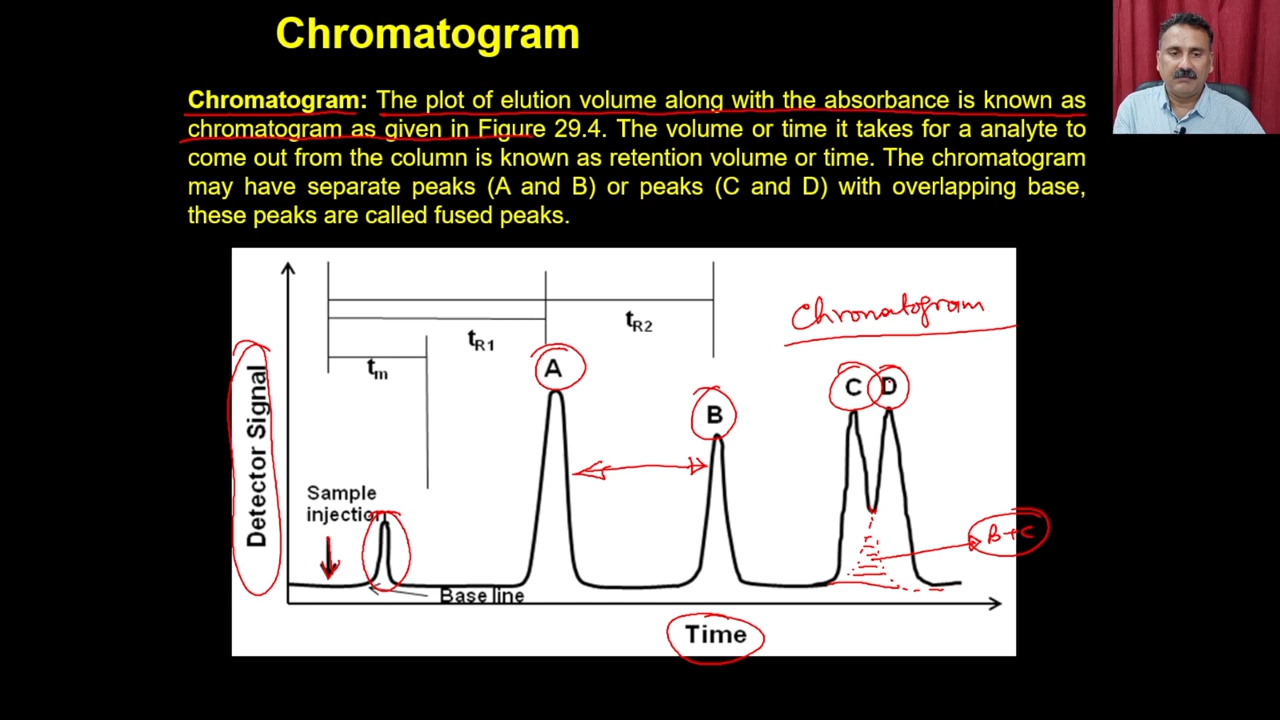 Chromatogram
Chromatogram: The plot of elution volume along with the absorbance is known as
chromatogram as given in Figure 29.4. The volume or time it takes for a analyte to
come out from the column is known as retention volume or time. The chromatogram
may have separate peaks (A and B) or peaks (C and D) with overlapping base,
these peaks are called fused peaks.
Chronatogram
tR2
tR1
tm
A
B
C D
Detector Signal
Sample
injection
B+C
Base line
Time